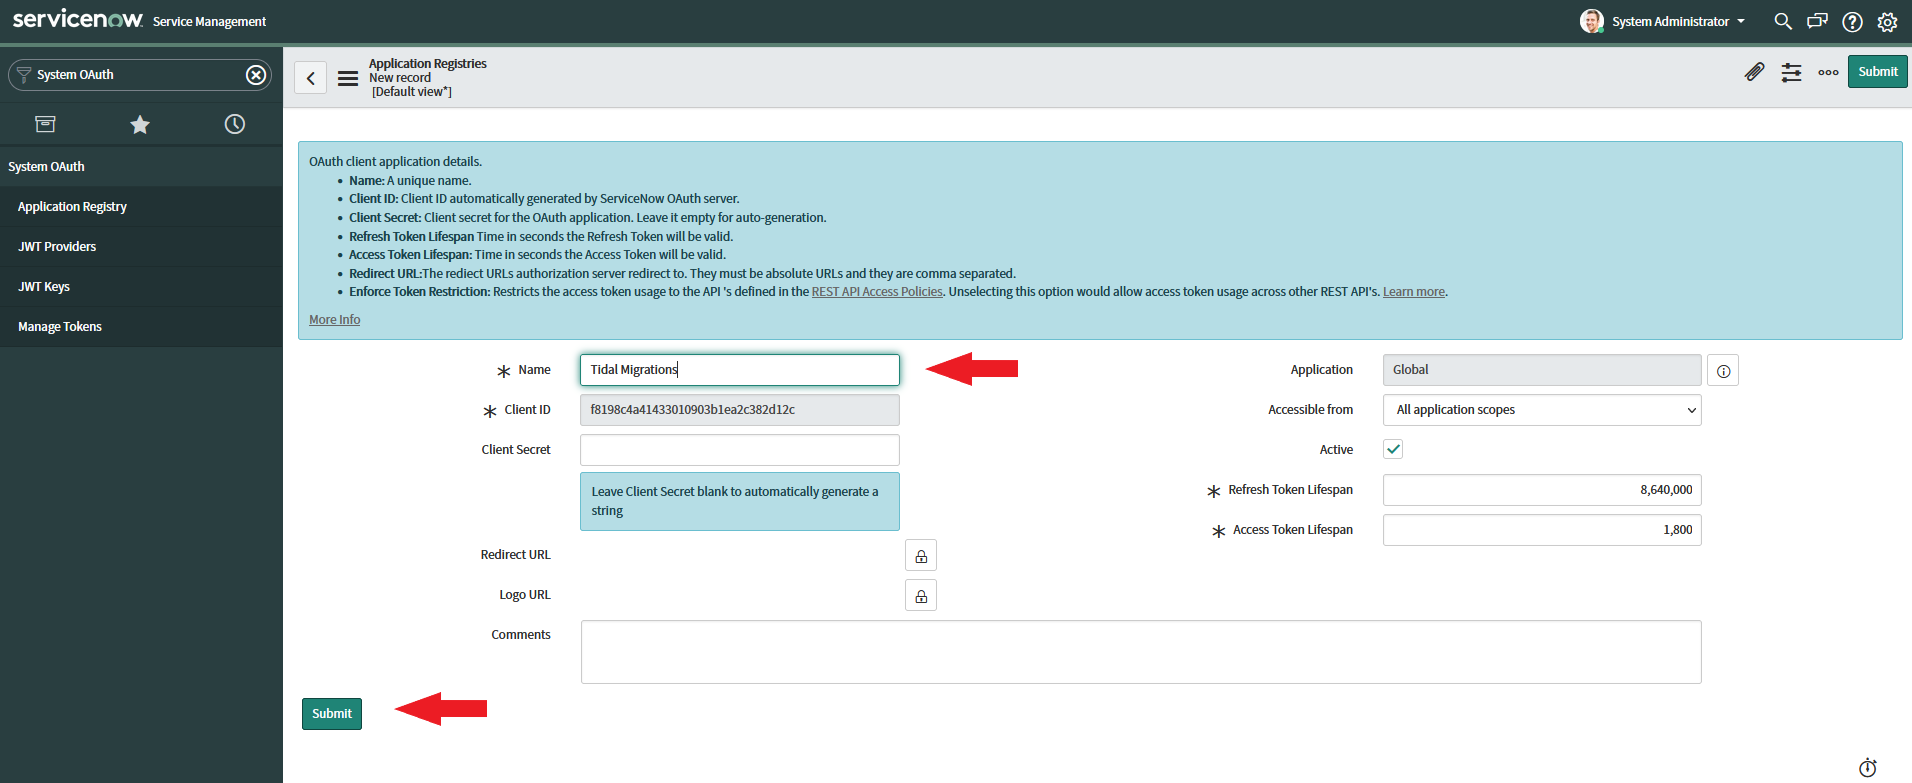 servicenow Service Management
System Administrator
System OAuth
System OAuth
Application Registry
JWT Providers
JWT Keys
Manage Tokens
Application Registries
New record
[Default view*]
Submit
OAuth client application details.
• Name: A unique name.
• Client ID: Client ID automatically generated by ServiceNow OAuth server.
• Client Secret: Client secret for the OAuth application. Leave it empty for auto-generation.
• Refresh Token Lifespan Time in seconds the Refresh Token will be valid.
• Access Token Lifespan: Time in seconds the Access Token will be valid.
• Redirect URL:The rediect URLs authorization server redirect to. They must be absolute URLs and they are comma separated.
• Enforce Token Restriction: Restricts the access token usage to the API 's defined in the REST API Access Policies. Unselecting this option would allow access token usage across other REST API's. Learn more.
More Info
Name
Tidal Migrations
Client ID
f8198c4a41433010903b1ea2c382d12c
Client Secret
Leave Client Secret blank to automatically generate a
string
Redirect URL
Logo URL
Application
Global
Accessible from
All application scopes
Active
Refresh Token Lifespan
8,640,000
Access Token Lifespan
1,800
Comments
Submit